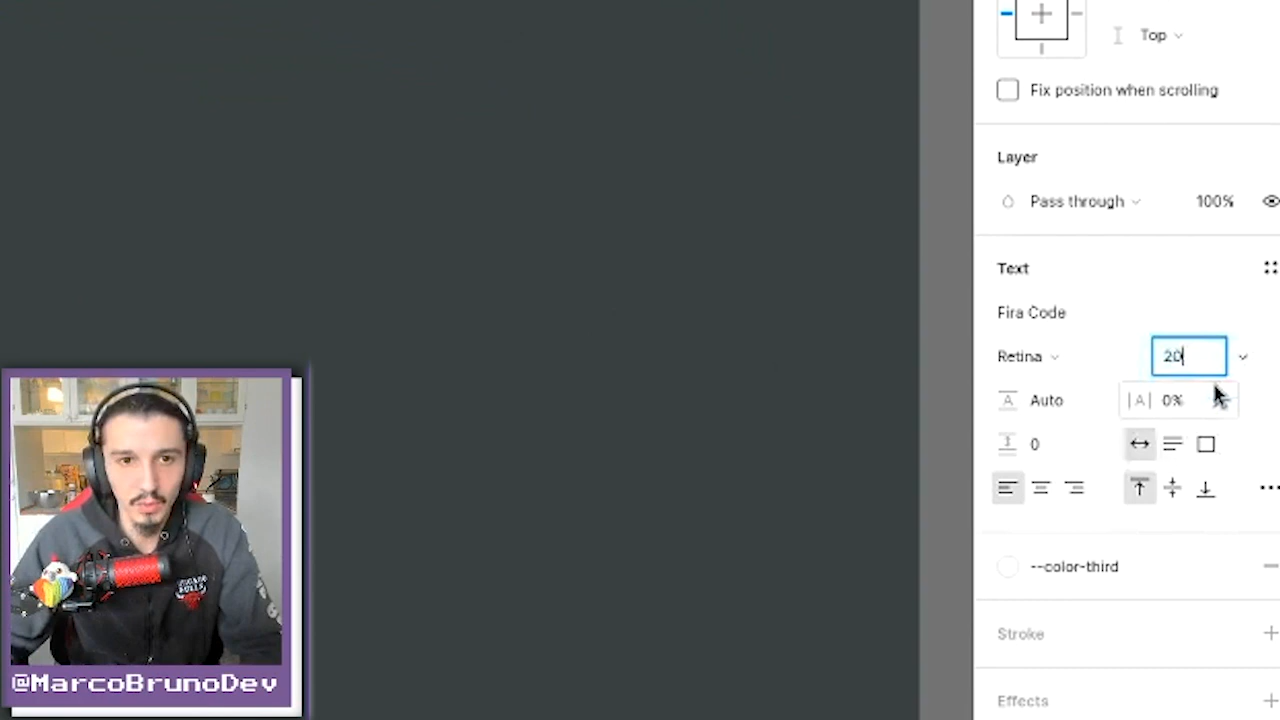 Top
Fix position when scrolling
Layer
Pass through 100%
Text
Fira Code
Retina 20
A Auto |A| 0%
0
--color-third
Stroke
Effects
@MarcoBrunoDev